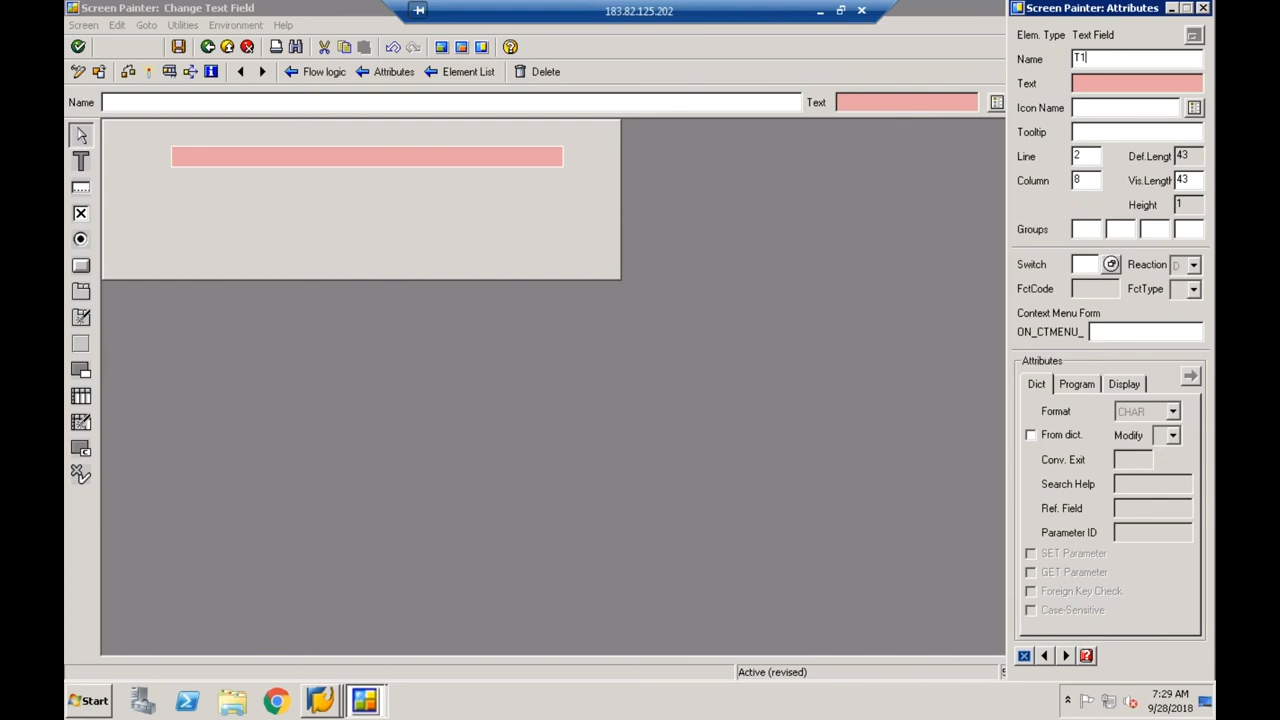 Screen Painter: Change Text Field
183.82.125.202
Screen Painter: Attributes
Screen Edit Goto Utilities Environment Help
Flow logic Attributes Element List Delete
Name Text
Elem. Type Text Field
Name T1
Text
Icon Name
Tooltip
Line 2 Def.Lengt 43
Column 8 Vis.Lengt 43
Height 1
Groups
Switch Reaction D
FctCode FctType
Context Menu Form
ON_CTMENU_
Attributes
Dict Program Display
Format CHAR
From dict. Modify
Conv. Exit
Search Help
Ref. Field
Parameter ID
SET Parameter
GET Parameter
Foreign Key Check
Case-Sensitive
Active (revised)
Start
7:29 AM
9/28/2018